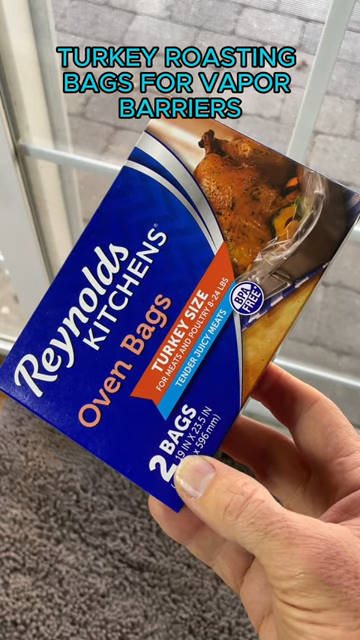 TURKEY ROASTING
BAGS FOR VAPOR
BARRIERS
Reynolds
KITCHENS®
Oven Bags
TURKEY SIZE
FOR MEATS AND POULTRY 8-24 LBS
TENDER JUICY MEATS
BPA
FREE
2 BAGS
19 IN X 23.5 IN
x 596mm)